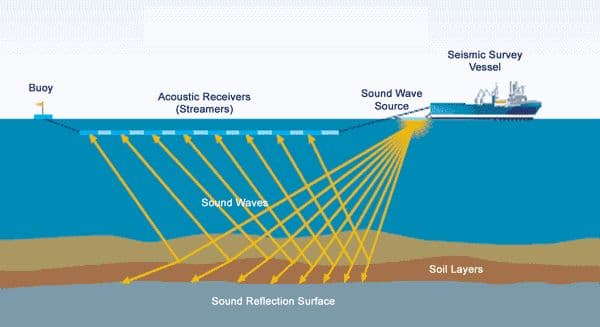 Seismic Survey
Vessel
Buoy
Acoustic Receivers
(Streamers)
Sound Wave
Source
Sound Waves
Soil Layers
Sound Reflection Surface